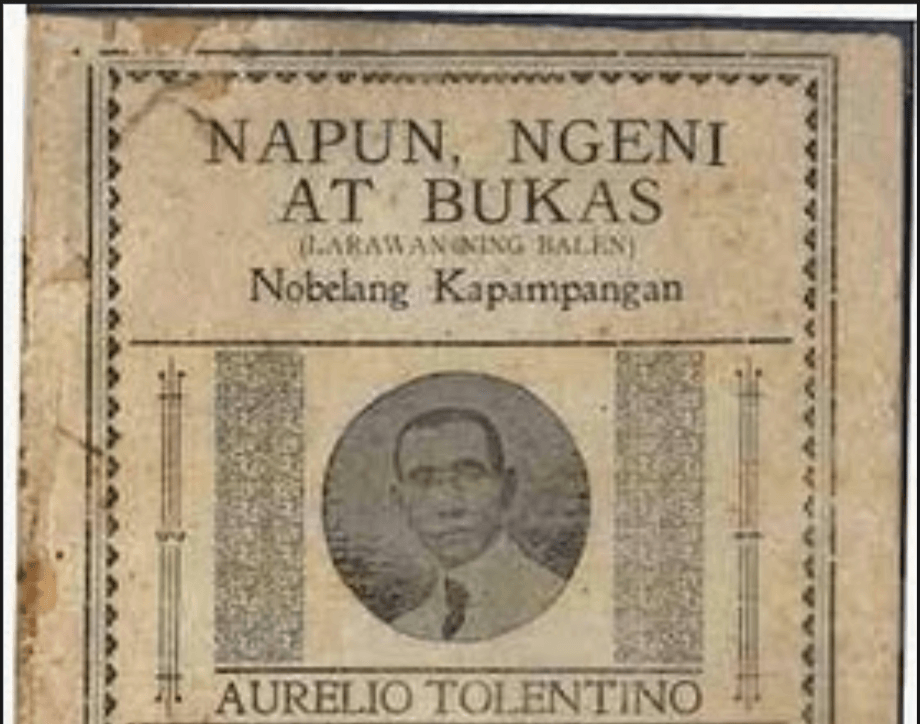 NAPUN, NGENI
AT BUKAS
(LARAWAN NING BALEN)
Nobelang Kapampangan
AURELIO TOLENTINO